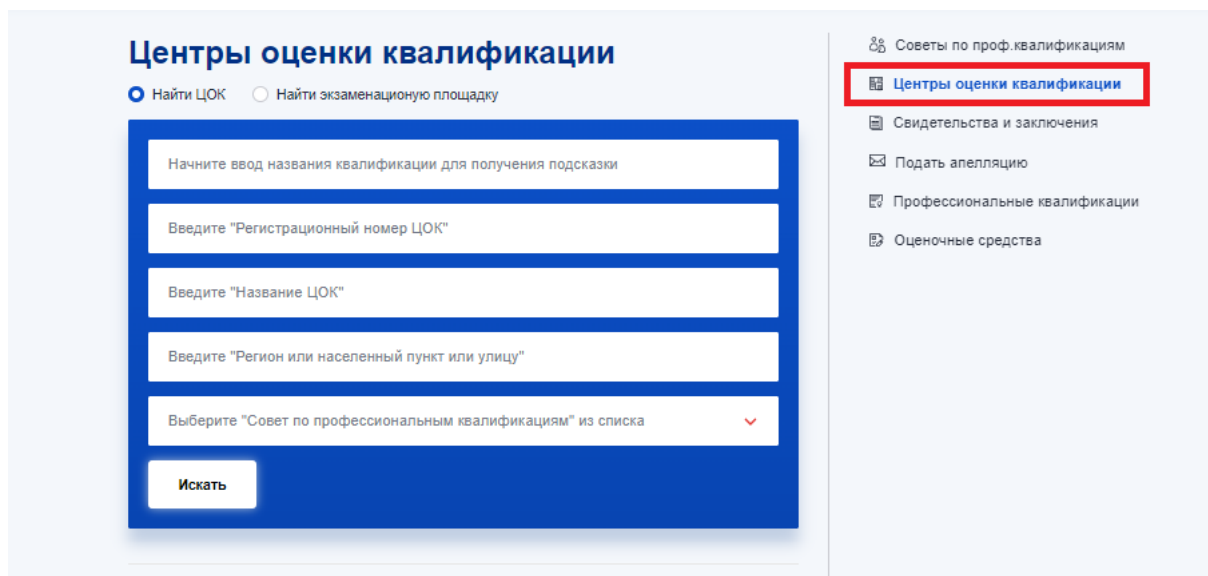 Центры оценки квалификации
Найти ЦОК
Найти экзаменационую площадку
Начните ввод названия квалификации для получения подсказки
Введите "Регистрационный номер ЦОК"
Введите "Название ЦОК"
Введите "Регион или населенный пункт или улицу"
Выберите "Совет по профессиональным квалификациям" из списка
Искать
Советы по проф.квалификациям
Центры оценки квалификации
Свидетельства и заключения
Подать апелляцию
Профессиональные квалификации
Оценочные средства